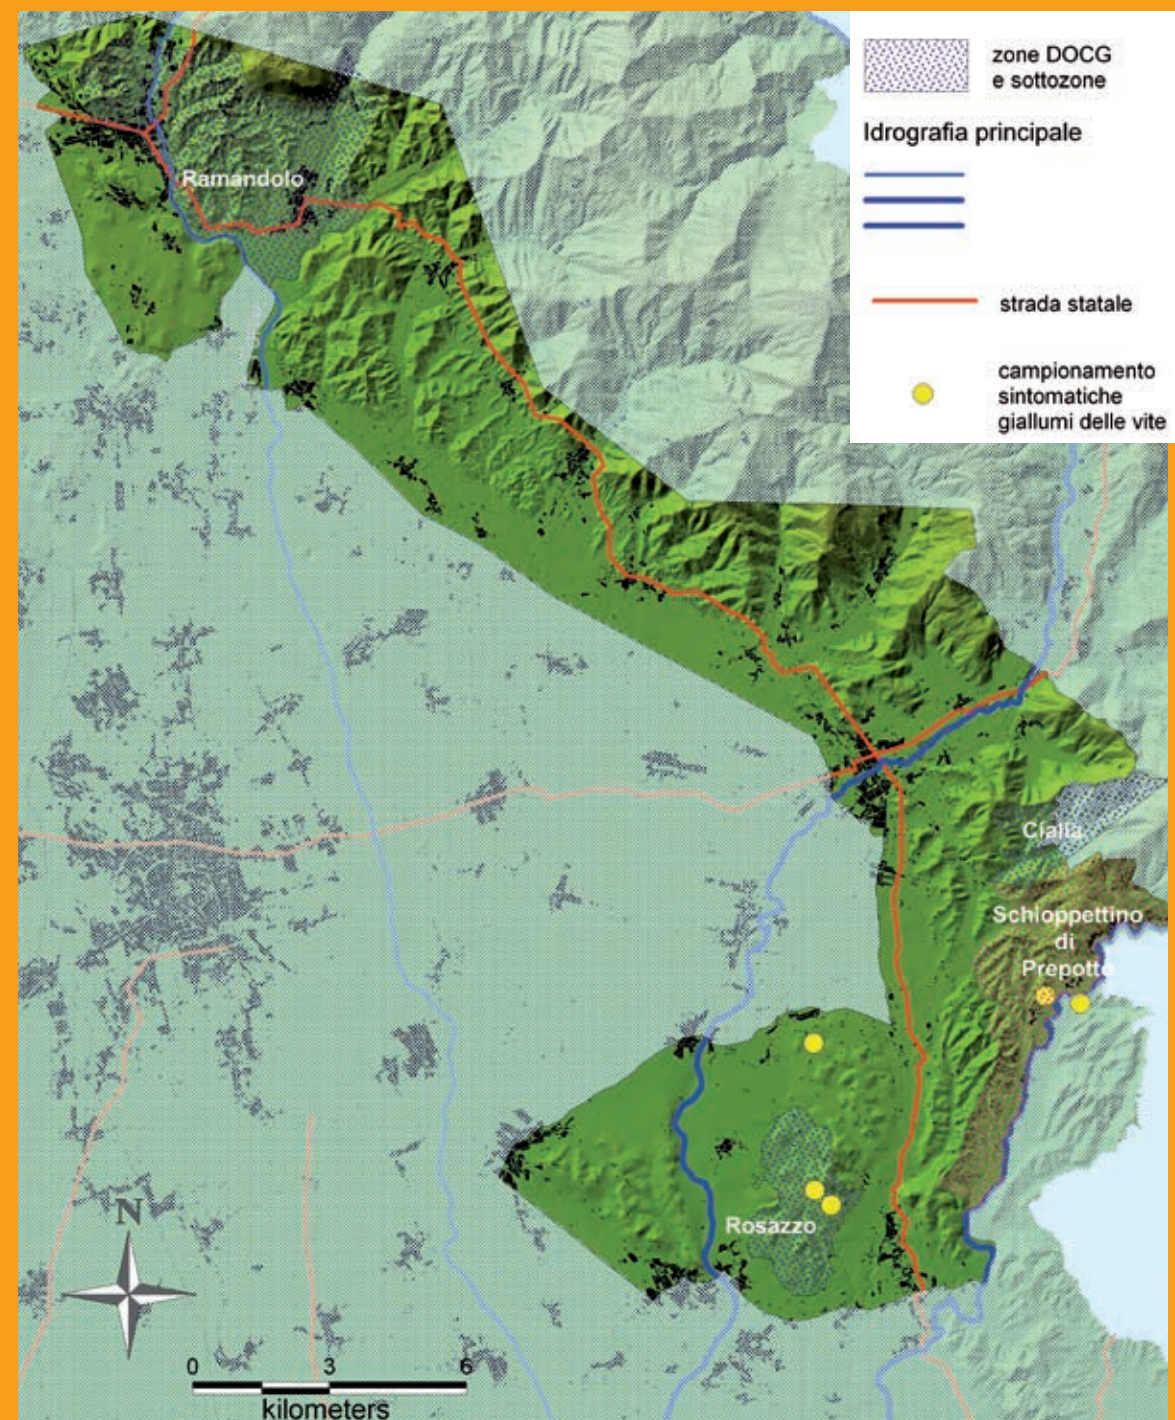 zone DOCG
e sottozone
Idrografia principale
strada statale
campionamento
sintomatiche
giallumi delle vite
Ramandolo
Cialla
Schioppettino
di
Prepotto
Rosazzo
N
0 3 6
kilometers